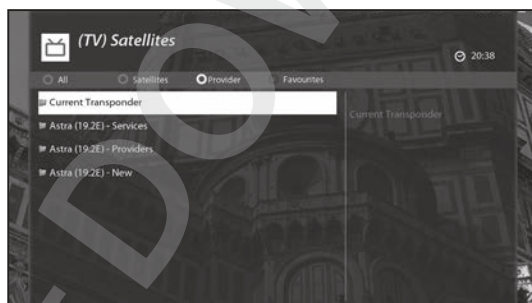 (TV) Satellites
20:38
All Satellites Provider Favourites
Current Transponder
Current Transponder
Astra (19.2E) - Services
Astra (19.2E) - Providers
Astra (19.2E) - New